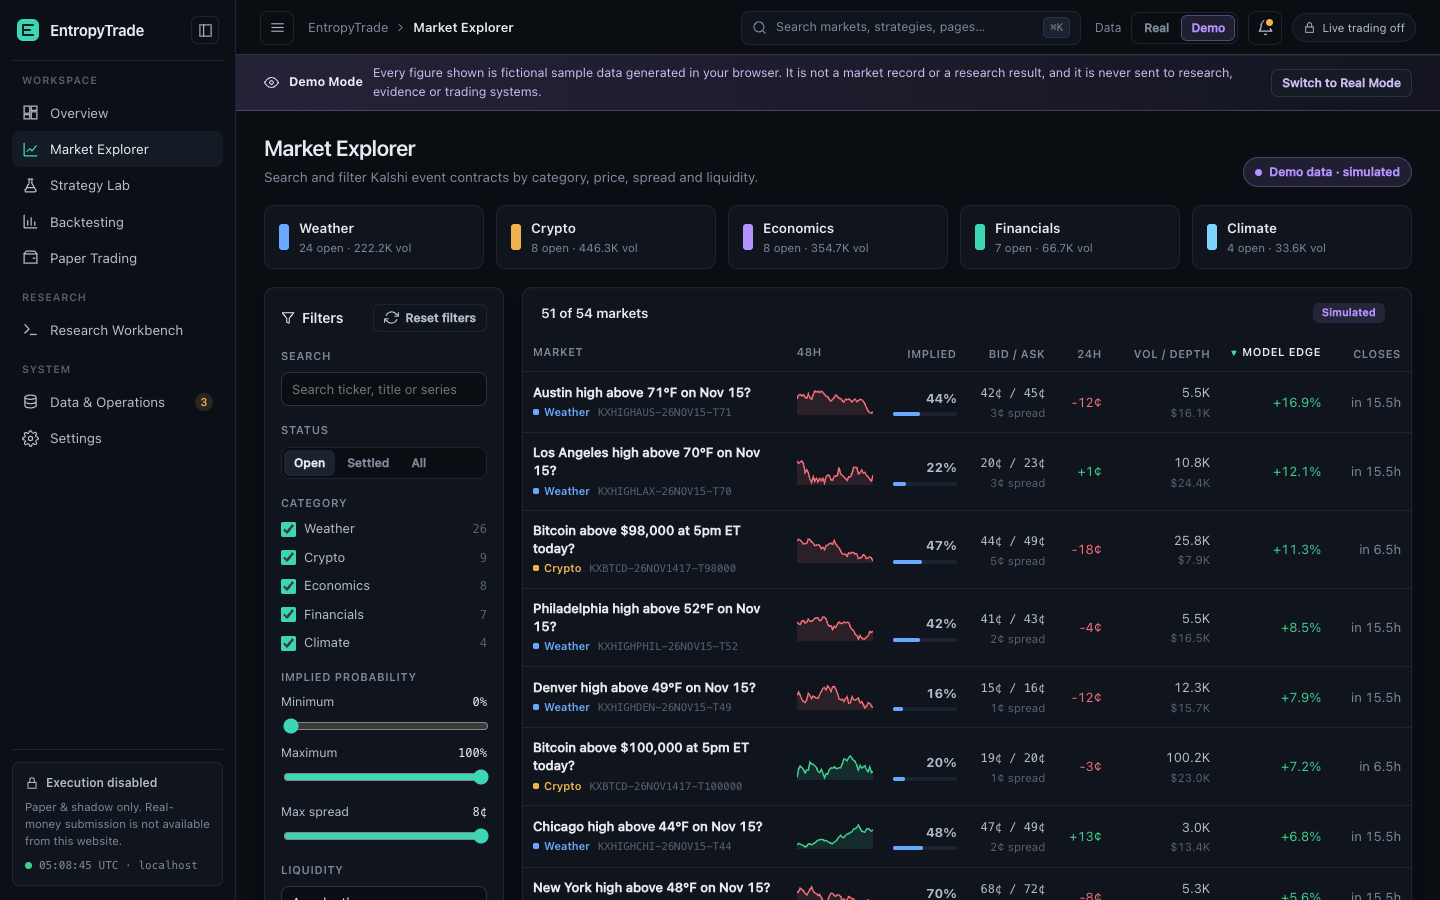 EntropyTrade
WORKSPACE
Overview
Market Explorer
Strategy Lab
Backtesting
Paper Trading
RESEARCH
Research Workbench
SYSTEM
Data & Operations 3
Settings
Execution disabled
Paper & shadow only. Real-
money submission is not available
from this website.
05:08:45 UTC · localhost
EntropyTrade > Market Explorer
Search markets, strategies, pages... ⌘K
Data Real Demo
Live trading off
Demo Mode
Every figure shown is fictional sample data generated in your browser. It is not a market record or a research result, and it is never sent to research,
evidence or trading systems.
Switch to Real Mode
Market Explorer
Search and filter Kalshi event contracts by category, price, spread and liquidity.
Demo data · simulated
Weather
24 open · 222.2K vol
Crypto
8 open · 446.3K vol
Economics
8 open · 354.7K vol
Financials
7 open · 66.7K vol
Climate
4 open · 33.6K vol
Filters
Reset filters
SEARCH
Search ticker, title or series
STATUS
Open Settled All
CATEGORY
Weather 26
Crypto 9
Economics 8
Financials 7
Climate 4
IMPLIED PROBABILITY
Minimum 0%
Maximum 100%
Max spread 8¢
LIQUIDITY
51 of 54 markets
Simulated
MARKET 48H IMPLIED BID / ASK 24H VOL / DEPTH ▼ MODEL EDGE CLOSES
Austin high above 71°F on Nov 15?
Weather KXHIGHAUS-26NOV15-T71
44% 42¢ / 45¢ -12¢ 5.5K +16.9% in 15.5h
3¢ spread $16.1K
Los Angeles high above 70°F on Nov
15?
Weather KXHIGHLAX-26NOV15-T70
22% 20¢ / 23¢ +1¢ 10.8K +12.1% in 15.5h
3¢ spread $24.4K
Bitcoin above $98,000 at 5pm ET
today?
Crypto KXBTCD-26NOV1417-T98000
47% 44¢ / 49¢ -18¢ 25.8K +11.3% in 6.5h
5¢ spread $7.9K
Philadelphia high above 52°F on Nov
15?
Weather KXHIGHPHIL-26NOV15-T52
42% 41¢ / 43¢ -4¢ 5.5K +8.5% in 15.5h
2¢ spread $16.5K
Denver high above 49°F on Nov 15?
Weather KXHIGHDEN-26NOV15-T49
16% 15¢ / 16¢ -12¢ 12.3K +7.9% in 15.5h
1¢ spread $15.7K
Bitcoin above $100,000 at 5pm ET
today?
Crypto KXBTCD-26NOV1417-T100000
20% 19¢ / 20¢ -3¢ 100.2K +7.2% in 6.5h
1¢ spread $23.0K
Chicago high above 44°F on Nov 15?
Weather KXHIGHCHI-26NOV15-T44
48% 47¢ / 49¢ +13¢ 3.0K +6.8% in 15.5h
2¢ spread $13.4K
New York high above 48°F on Nov 15?
70% 68¢ / 72¢ -8¢ 5.3K +5.6% in 15.5h